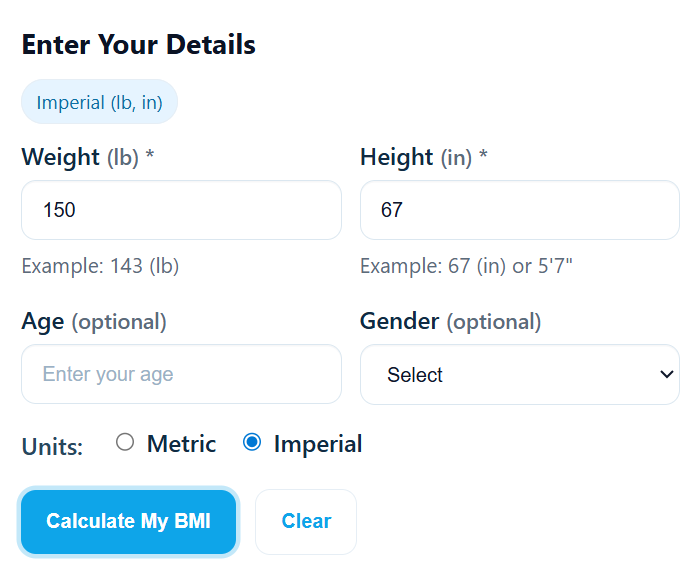 Enter Your Details
Imperial (lb, in)
Weight (lb) * Height (in) *
150 67
Example: 143 (lb) Example: 67 (in) or 5'7"
Age (optional) Gender (optional)
Enter your age Select
Units: Metric Imperial
Calculate My BMI Clear